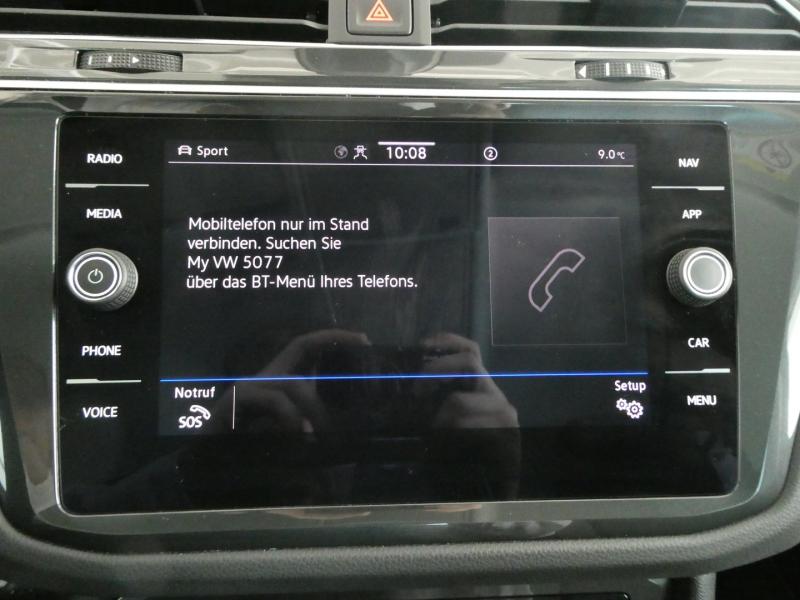 RADIO
MEDIA
PHONE
VOICE
Sport
10:08
2
9.0°C
Mobiltelefon nur im Stand
verbinden. Suchen Sie
My VW 5077
über das BT-Menü Ihres Telefons.
Notruf
SOS
Setup
NAV
APP
CAR
MENU